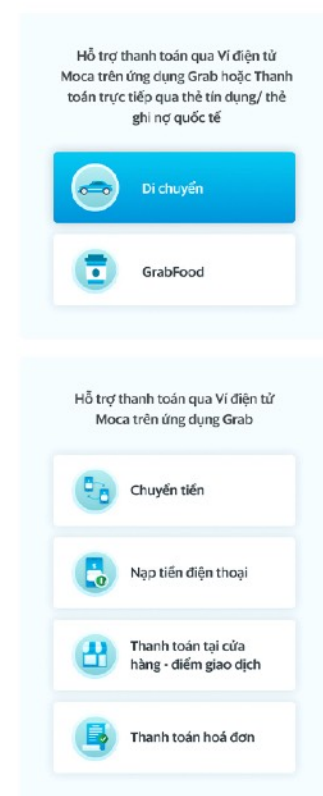 Hỗ trợ thanh toán qua Ví điện tử
Moca trên ứng dụng Grab hoặc Thanh
toán trực tiếp qua thẻ tín dụng/ thẻ
ghi nợ quốc tế
Di chuyển
GrabFood
Hỗ trợ thanh toán qua Ví điện tử
Moca trên ứng dụng Grab
Chuyển tiền
Nạp tiền điện thoại
Thanh toán tại cửa
hàng - điểm giao dịch
Thanh toán hoá đơn